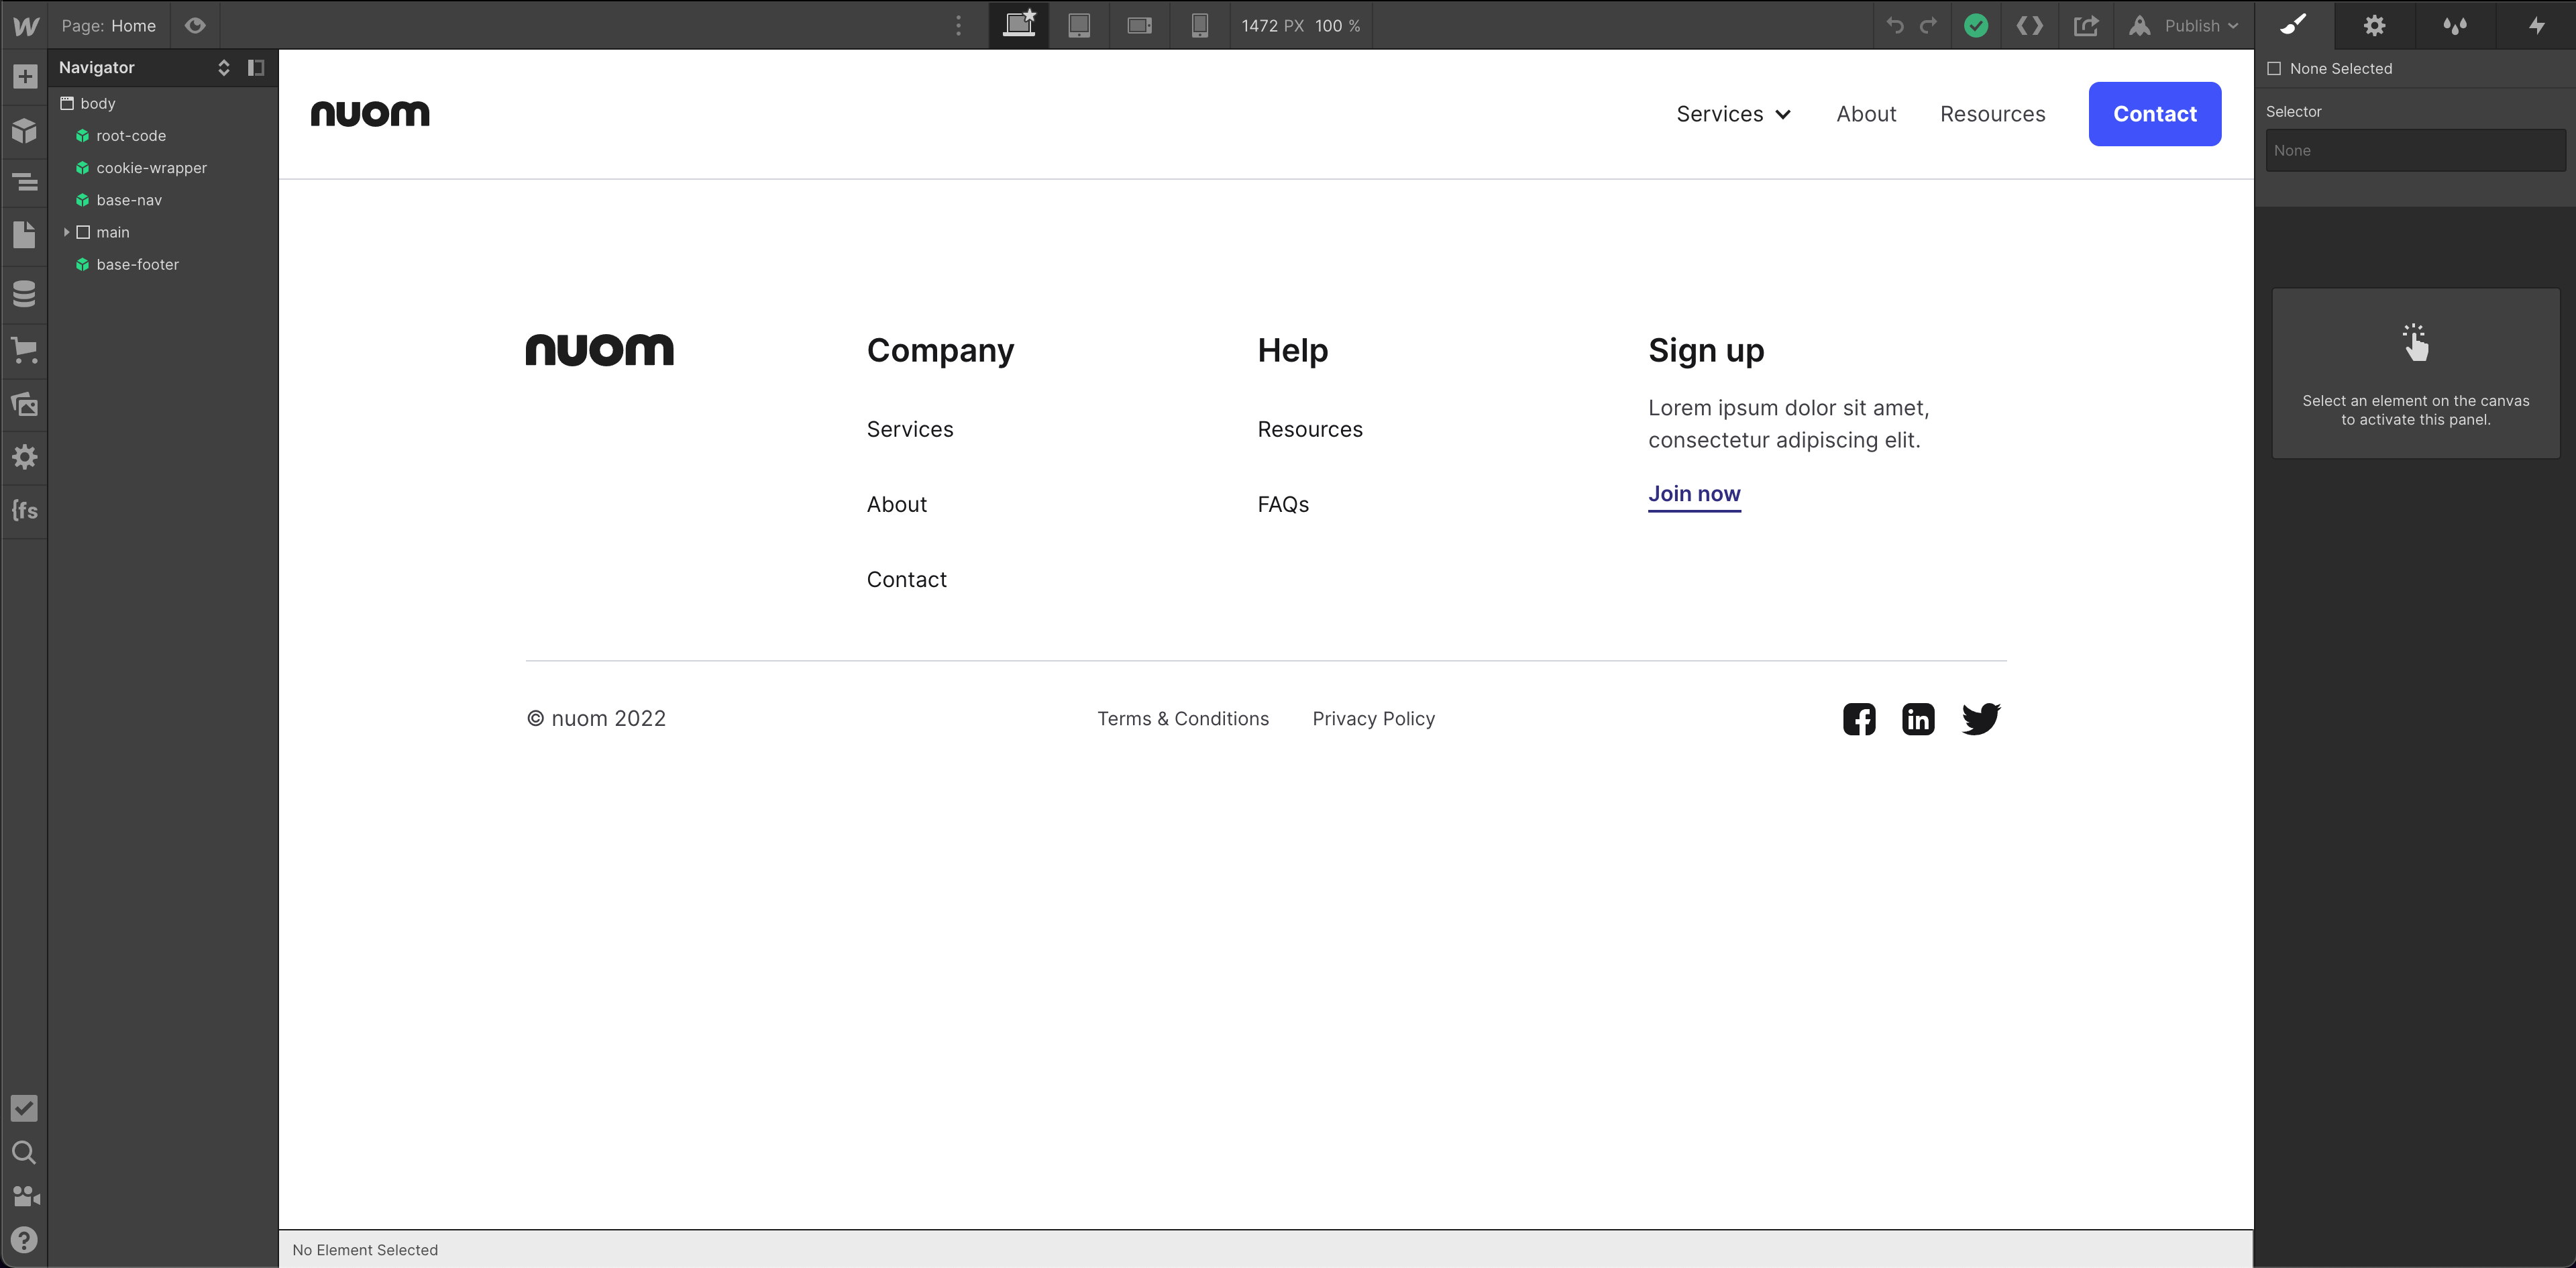 Page: Home
1472 PX 100 %
Publish
Navigator
body
root-code
cookie-wrapper
base-nav
main
base-footer
{fs
nuom
Services
About
Resources
Contact
nuom
Company
Services
About
Contact
Help
Resources
FAQs
Sign up
Lorem ipsum dolor sit amet,
consectetur adipiscing elit.
Join now
© nuom 2022
Terms & Conditions
Privacy Policy
No Element Selected
None Selected
Selector
None
Select an element on the canvas
to activate this panel.